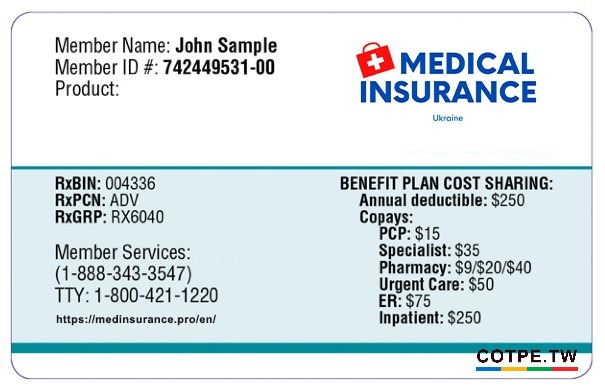 Member Name: John Sample
Member ID #: 742449531-00
Product:
MEDICAL
INSURANCE
Ukraine
RxBIN: 004336
RxPCN: ADV
RxGRP: RX6040
Member Services:
(1-888-343-3547)
TTY: 1-800-421-1220
https://medinsurance.pro/en/
BENEFIT PLAN COST SHARING:
Annual deductible: $250
Copays:
PCP: $15
Specialist: $35
Pharmacy: $9/$20/$40
Urgent Care: $50
ER: $75
Inpatient: $250
COTPE.TW